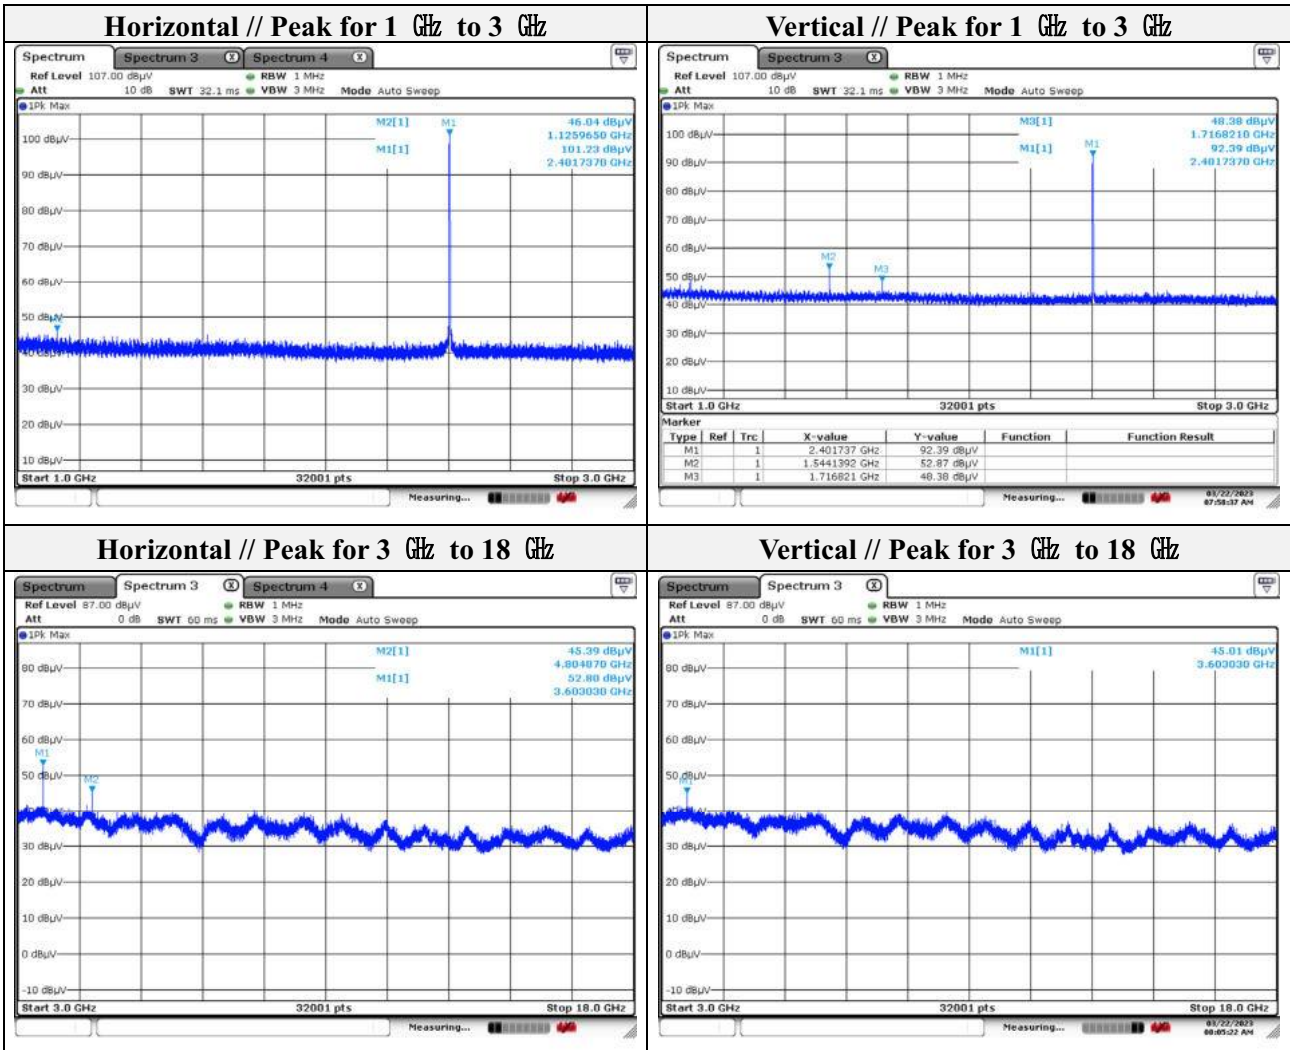 Horizontal // Peak for 1 ㎓ to 3 ㎓
Spectrum Spectrum 3 Spectrum 4
Ref Level 107.00 dBµV RBW 1 MHz
Att 10 dB SWT 32.1 ms VBW 3 MHz Mode Auto Sweep
1Pk Max
M2[1] 46.04 dBµV
1.1259650 GHz
M1[1] 101.23 dBµV
2.4017370 GHz
M1
100 dBµV
90 dBµV
80 dBµV
70 dBµV
60 dBµV
50 dBµV
40 dBµV
30 dBµV
20 dBµV
10 dBµV
Start 1.0 GHz 32001 pts Stop 3.0 GHz
Measuring...
Vertical // Peak for 1 ㎓ to 3 ㎓
Spectrum Spectrum 3
Ref Level 107.00 dBµV RBW 1 MHz
Att 10 dB SWT 32.1 ms VBW 3 MHz Mode Auto Sweep
1Pk Max
M3[1] 48.38 dBµV
1.7168210 GHz
M1[1] 92.39 dBµV
2.4017370 GHz
M1
M2
M3
100 dBµV
90 dBµV
80 dBµV
70 dBµV
60 dBµV
50 dBµV
40 dBµV
30 dBµV
20 dBµV
10 dBµV
Start 1.0 GHz 32001 pts Stop 3.0 GHz
Marker
Type Ref Trc X-value Y-value Function Function Result
M1 1 2.401737 GHz 92.39 dBµV
M2 1 1.5441392 GHz 52.87 dBµV
M3 1 1.716821 GHz 48.38 dBµV
Measuring... 03/22/2023
07:58:37 AM
Horizontal // Peak for 3 ㎓ to 18 ㎓
Spectrum Spectrum 3 Spectrum 4
Ref Level 87.00 dBµV RBW 1 MHz
Att 0 dB SWT 60 ms VBW 3 MHz Mode Auto Sweep
1Pk Max
M2[1] 45.39 dBµV
4.804070 GHz
M1[1] 52.80 dBµV
3.603030 GHz
80 dBµV
70 dBµV
60 dBµV
M1
50 dBµV
M2
30 dBµV
20 dBµV
10 dBµV
0 dBµV
-10 dBµV
Start 3.0 GHz 32001 pts Stop 18.0 GHz
Measuring...
Vertical // Peak for 3 ㎓ to 18 ㎓
Spectrum Spectrum 3
Ref Level 87.00 dBµV RBW 1 MHz
Att 0 dB SWT 60 ms VBW 3 MHz Mode Auto Sweep
1Pk Max
M1[1] 45.01 dBµV
3.603030 GHz
80 dBµV
70 dBµV
60 dBµV
50 dBµV
M1
30 dBµV
20 dBµV
10 dBµV
0 dBµV
-10 dBµV
Start 3.0 GHz 32001 pts Stop 18.0 GHz
Measuring... 03/22/2023
08:05:22 AM